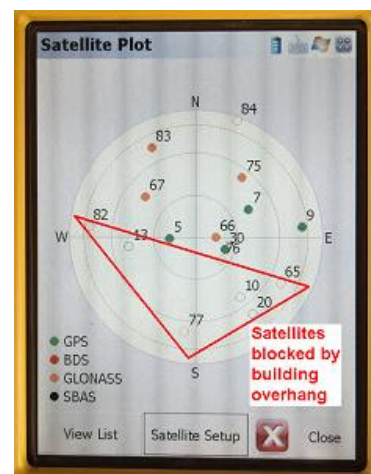 Satellite Plot
N
84
83
75
67
7
9
82
5
66
30
76
W
13
E
65
10
20
77
S
GPS
BDS
GLONASS
SBAS
Satellites
blocked by
building
overhang
View List
Satellite Setup
Close